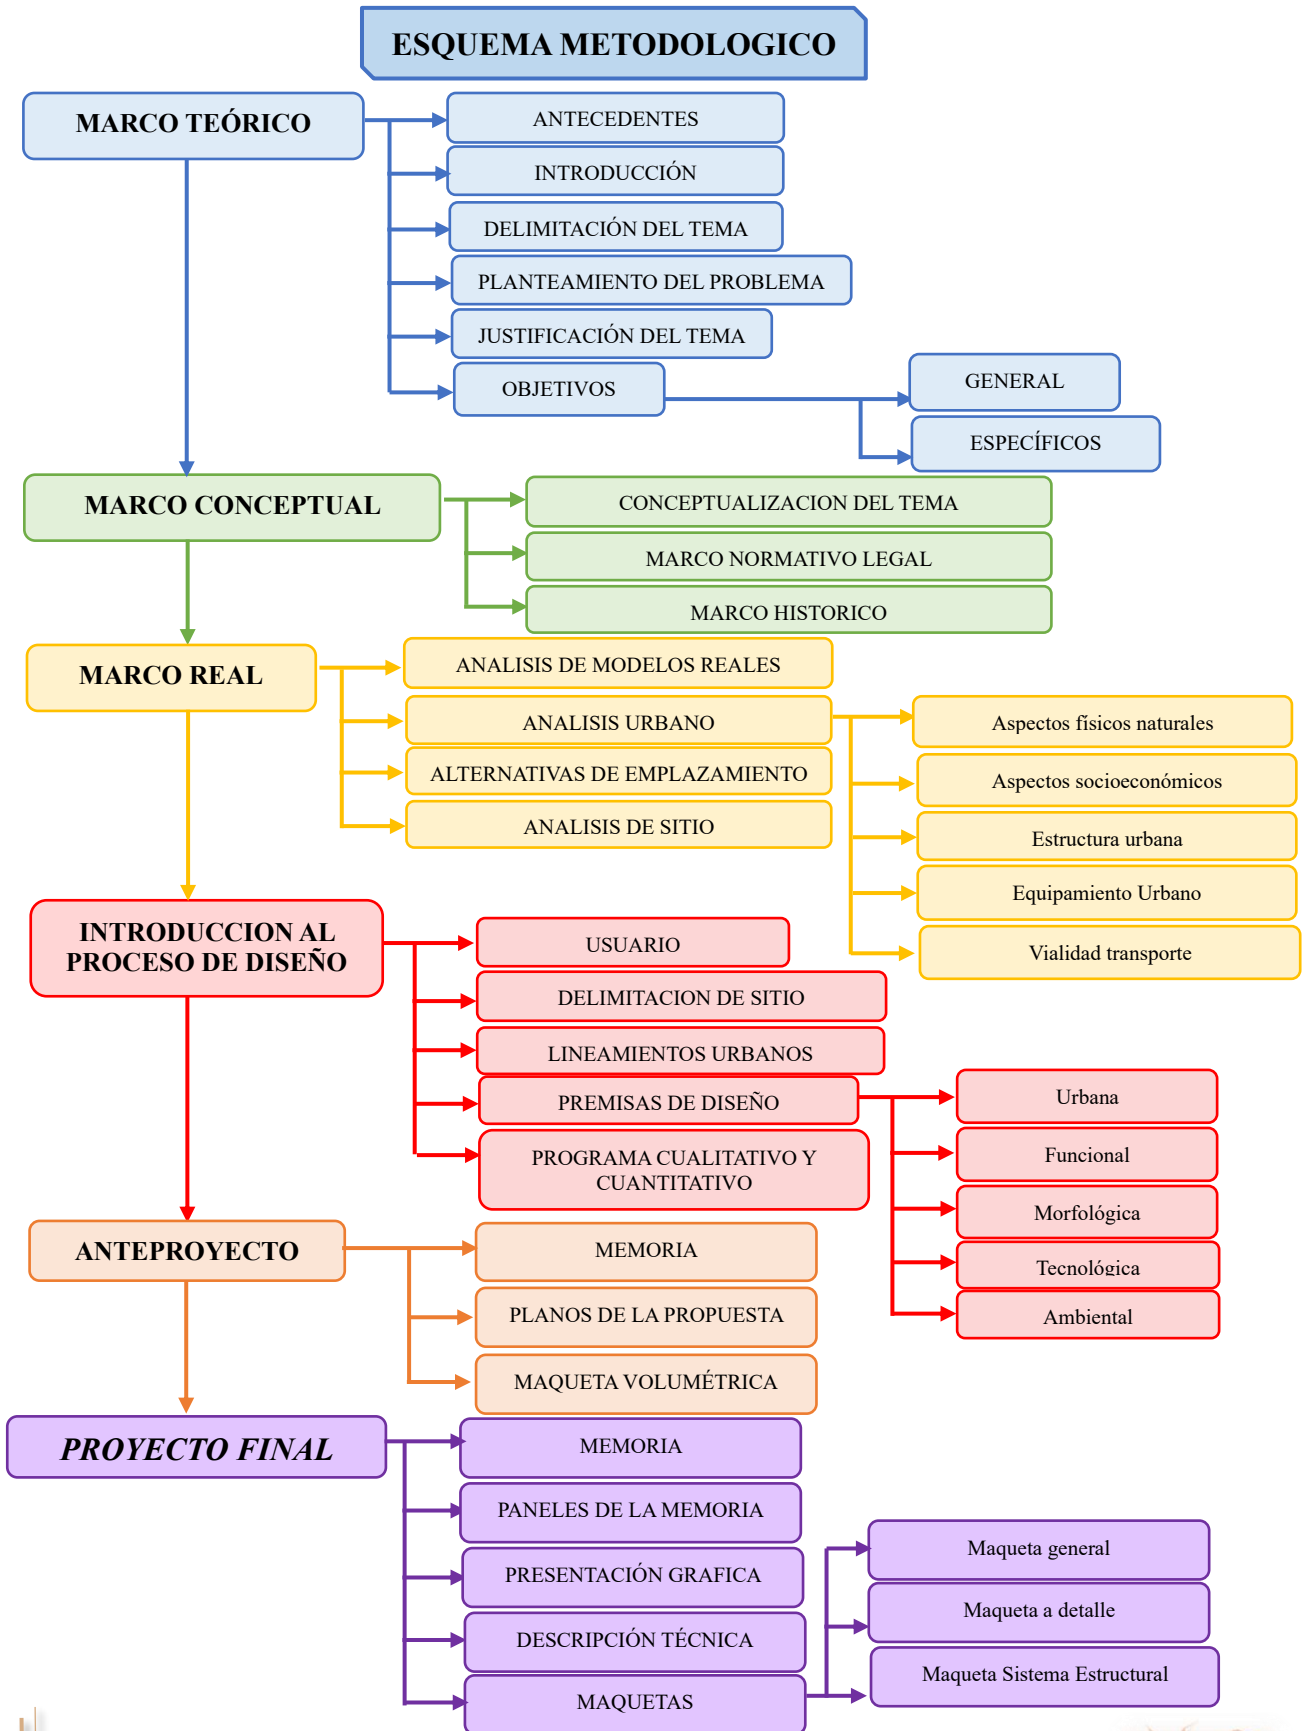 ESQUEMA METODOLOGICO
MARCO TEÓRICO
ANTECEDENTES
INTRODUCCIÓN
DELIMITACIÓN DEL TEMA
PLANTEAMIENTO DEL PROBLEMA
JUSTIFICACIÓN DEL TEMA
OBJETIVOS
GENERAL
ESPECÍFICOS
MARCO CONCEPTUAL
CONCEPTUALIZACION DEL TEMA
MARCO NORMATIVO LEGAL
MARCO HISTORICO
MARCO REAL
ANALISIS DE MODELOS REALES
ANALISIS URBANO
ALTERNATIVAS DE EMPLAZAMIENTO
ANALISIS DE SITIO
Aspectos físicos naturales
Aspectos socioeconómicos
Estructura urbana
Equipamiento Urbano
Vialidad transporte
INTRODUCCION AL
PROCESO DE DISEÑO
USUARIO
DELIMITACION DE SITIO
LINEAMIENTOS URBANOS
PREMISAS DE DISEÑO
PROGRAMA CUALITATIVO Y
CUANTITATIVO
Urbana
Funcional
Morfológica
Tecnológica
Ambiental
ANTEPROYECTO
MEMORIA
PLANOS DE LA PROPUESTA
MAQUETA VOLUMÉTRICA
PROYECTO FINAL
MEMORIA
PANELES DE LA MEMORIA
PRESENTACIÓN GRAFICA
DESCRIPCIÓN TÉCNICA
MAQUETAS
Maqueta general
Maqueta a detalle
Maqueta Sistema Estructural